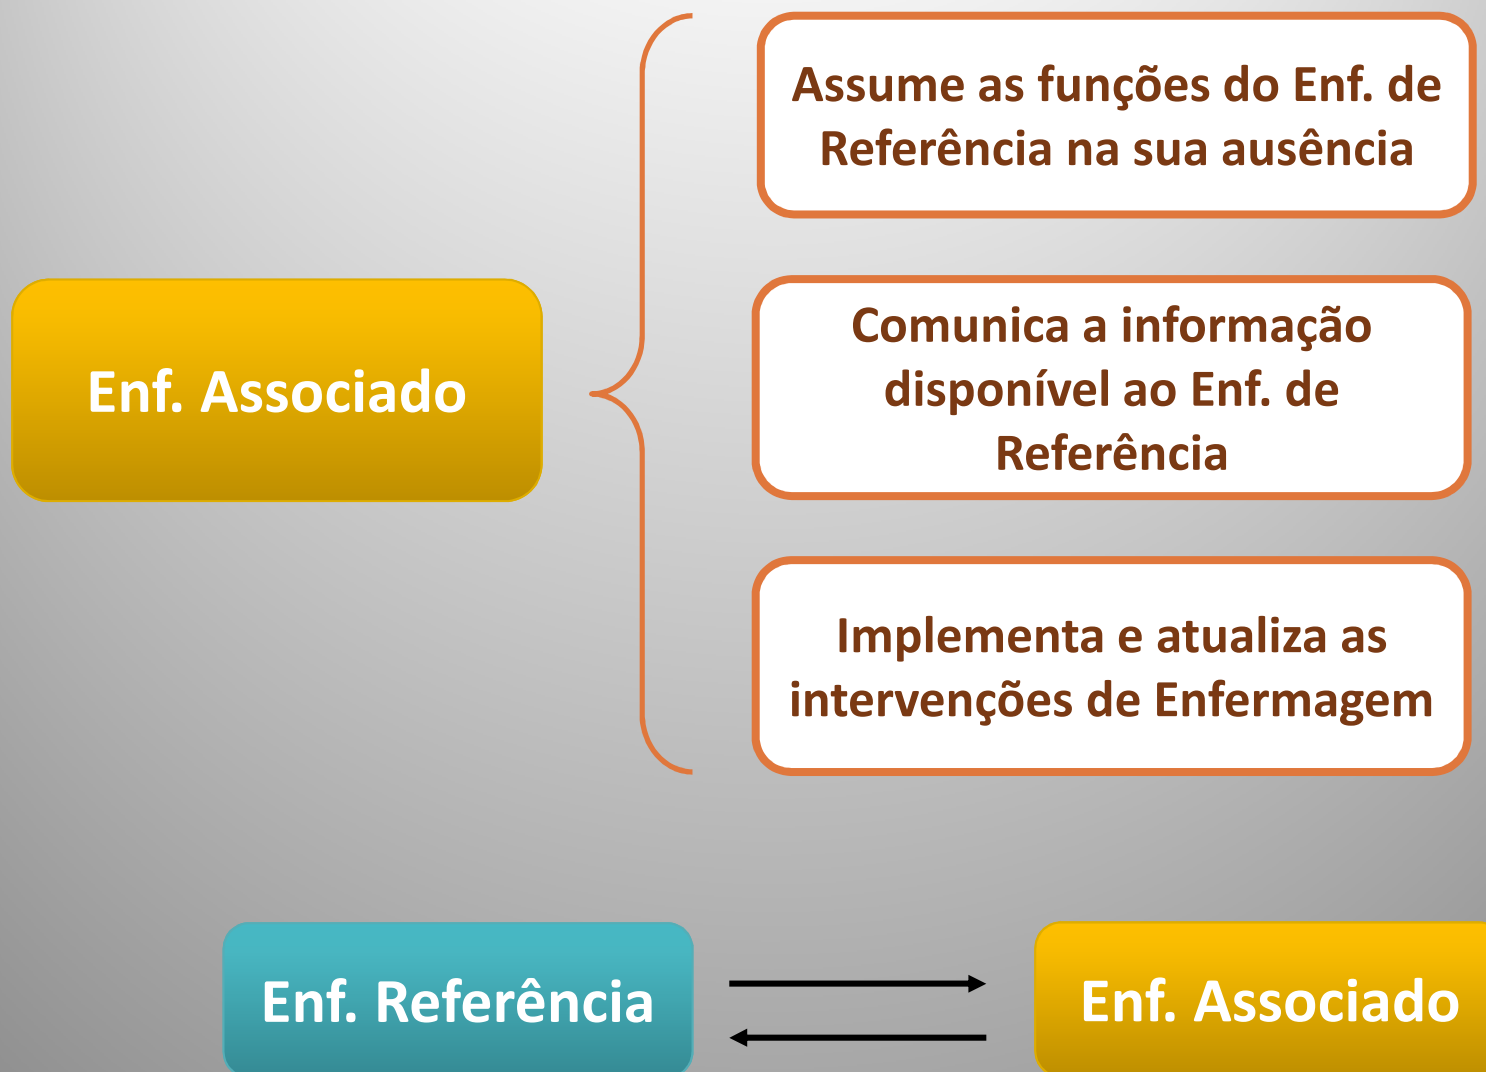 Assume as funções do Enf. de
Referência na sua ausência
Enf. Associado
Comunica a informação
disponível ao Enf. de
Referência
Implementa e atualiza as
intervenções de Enfermagem
Enf. Referência
Enf. Associado